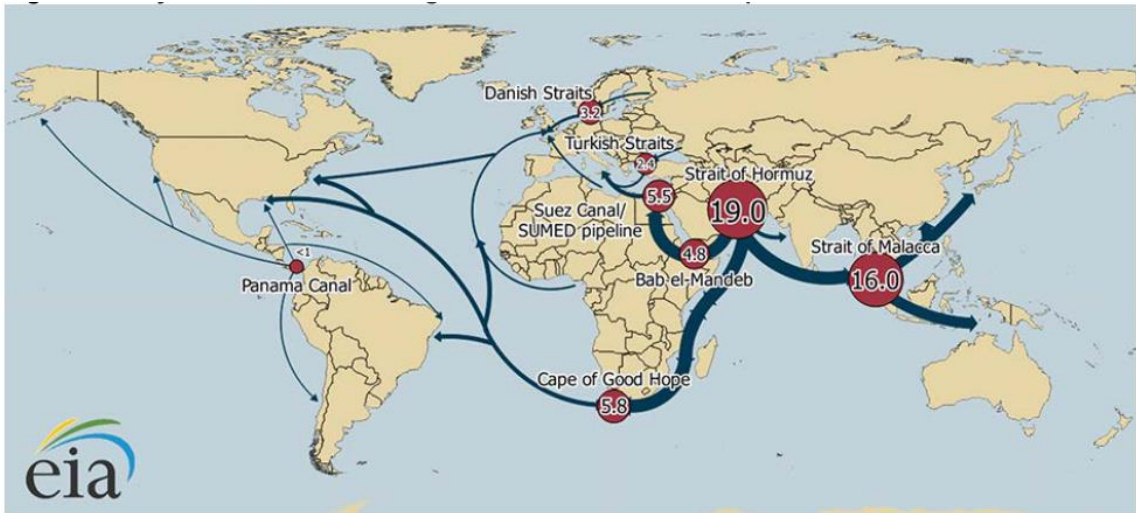 Danish Straits
3.2
Turkish Straits
2.4
Strait of Hormuz
5.5
19.0
Suez Canal/
SUMED pipeline
Strait of Malacca
4.8
16.0
<1
Bab el-Mandeb
Panama Canal
Cape of Good Hope
5.8
eia